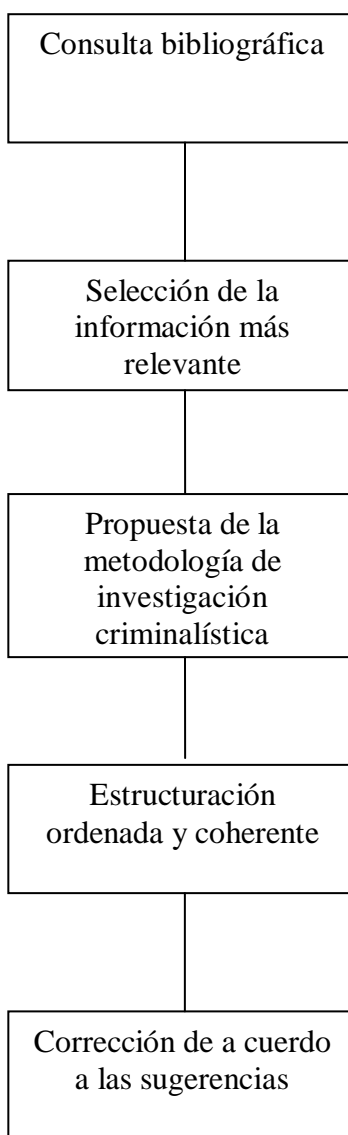 Consulta bibliográfica
Selección de la
información más
relevante
Propuesta de la
metodología de
investigación
criminalística
Estructuración
ordenada y coherente
Corrección de a cuerdo
a las sugerencias